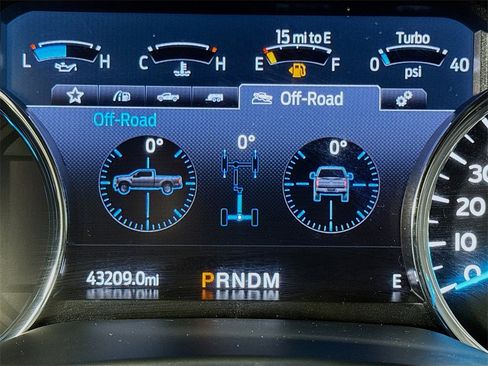 15 mi to E Turbo
L H C H E F 0 40
psi
Off-Road
Off-Road
0° 0° 0°
30
20
10
0
43209.0mi PRNDM E